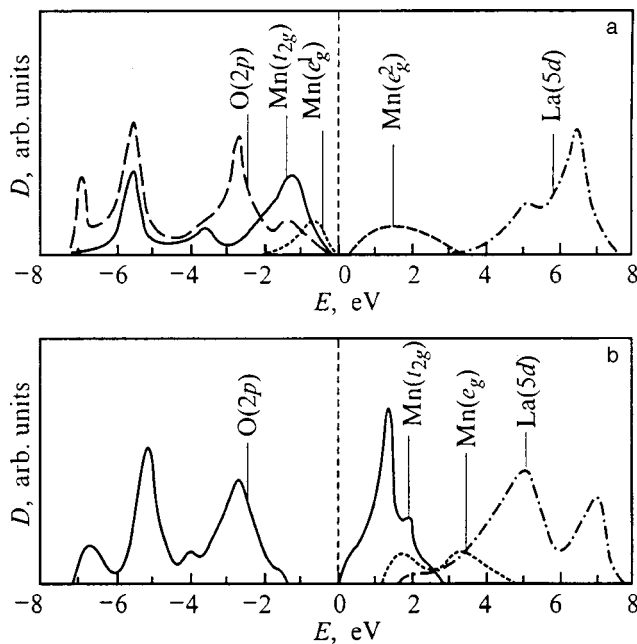 a
D, arb. units
O(2p)
Mn(t2g)
Mn(e1g)
Mn(e2g)
La(5d)
−8 −6 −4 −2 0 2 4 6 8
E, eV
b
D, arb. units
O(2p)
Mn(t2g)
Mn(eg)
La(5d)
−8 −6 −4 −2 0 2 4 6 8
E, eV